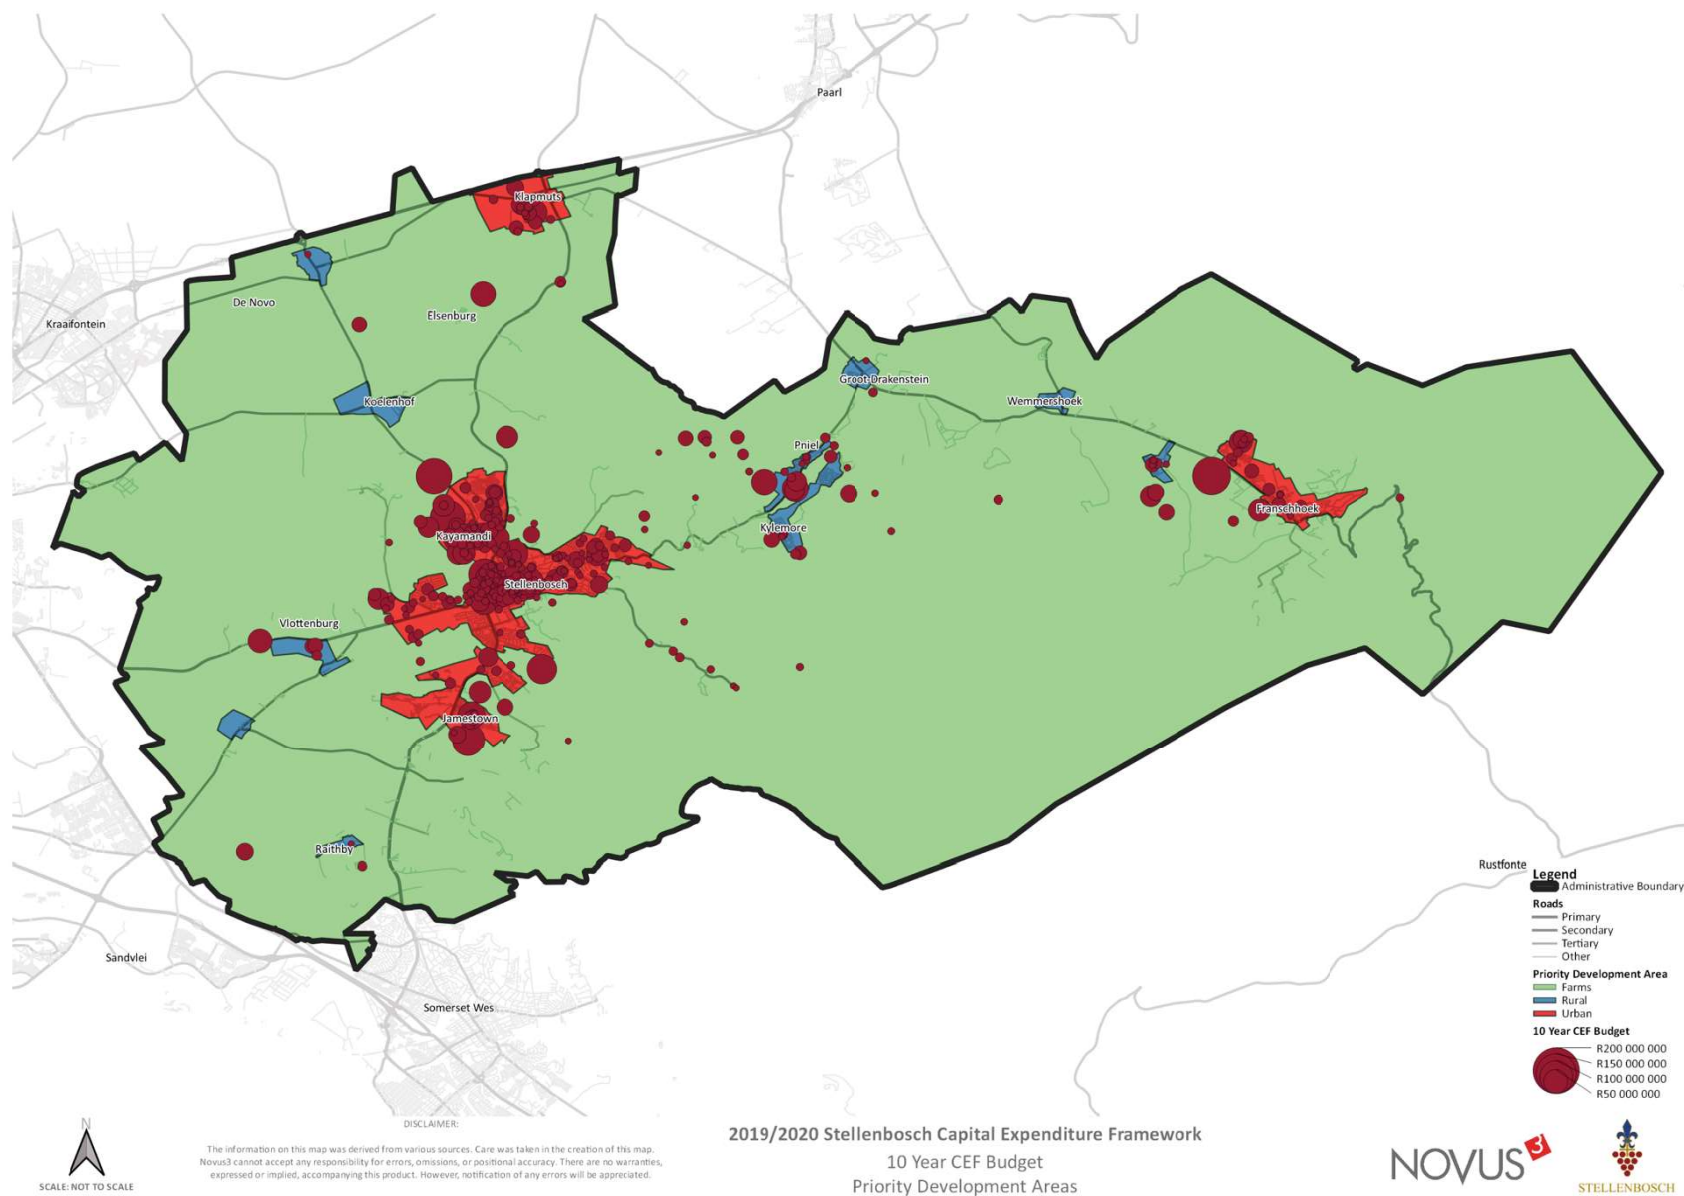 Paarl
Klapmuts
De Novo
Kraaifontein
Elsenburg
Koelenhof
Groot-Drakenstein
Wemmershoek
Pniel
Franschhoek
Kylemore
Kayamandi
Stellenbosch
Vlottenburg
Jamestown
Raithby
Sandvlei
Somerset Wes
Rustfonte
Legend
Administrative Boundary
Roads
Primary
Secondary
Tertiary
Other
Priority Development Area
Farms
Rural
Urban
10 Year CEF Budget
R200 000 000
R150 000 000
R100 000 000
R50 000 000
N
SCALE: NOT TO SCALE
DISCLAIMER:
The information on this map was derived from various sources. Care was taken in the creation of this map.
Novus3 cannot accept any responsibility for errors, omissions, or positional accuracy. There are no warranties,
expressed or implied, accompanying this product. However, notification of any errors will be appreciated.
2019/2020 Stellenbosch Capital Expenditure Framework
10 Year CEF Budget
Priority Development Areas
NOVUS3
STELLENBOSCH